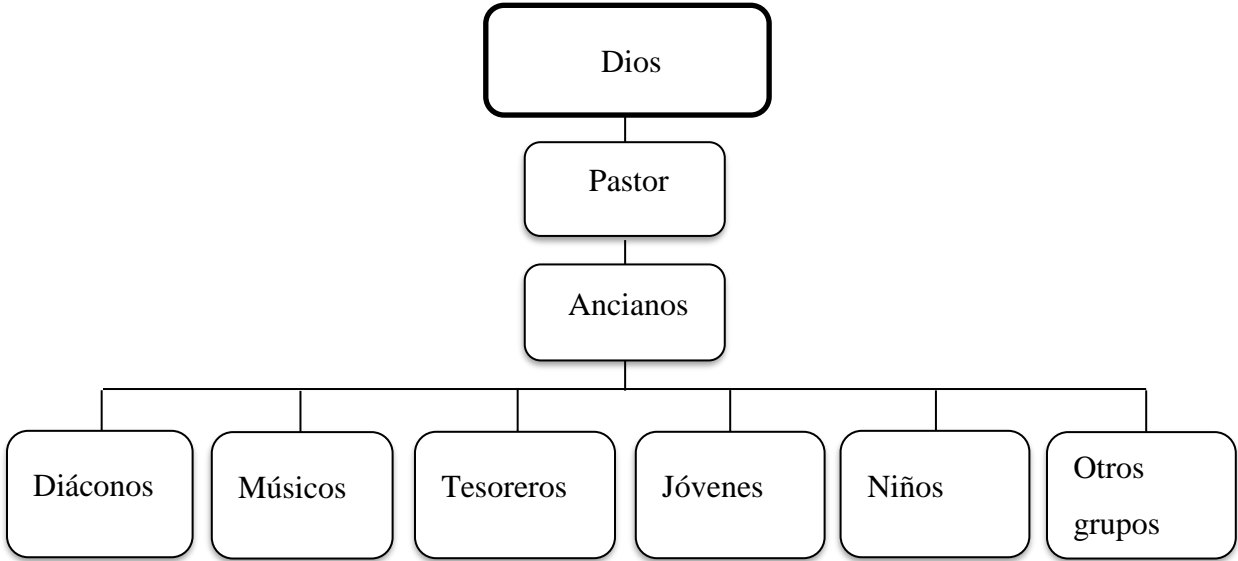 Dios
Pastor
Ancianos
Diáconos
Músicos
Tesoreros
Jóvenes
Niños
Otros
grupos